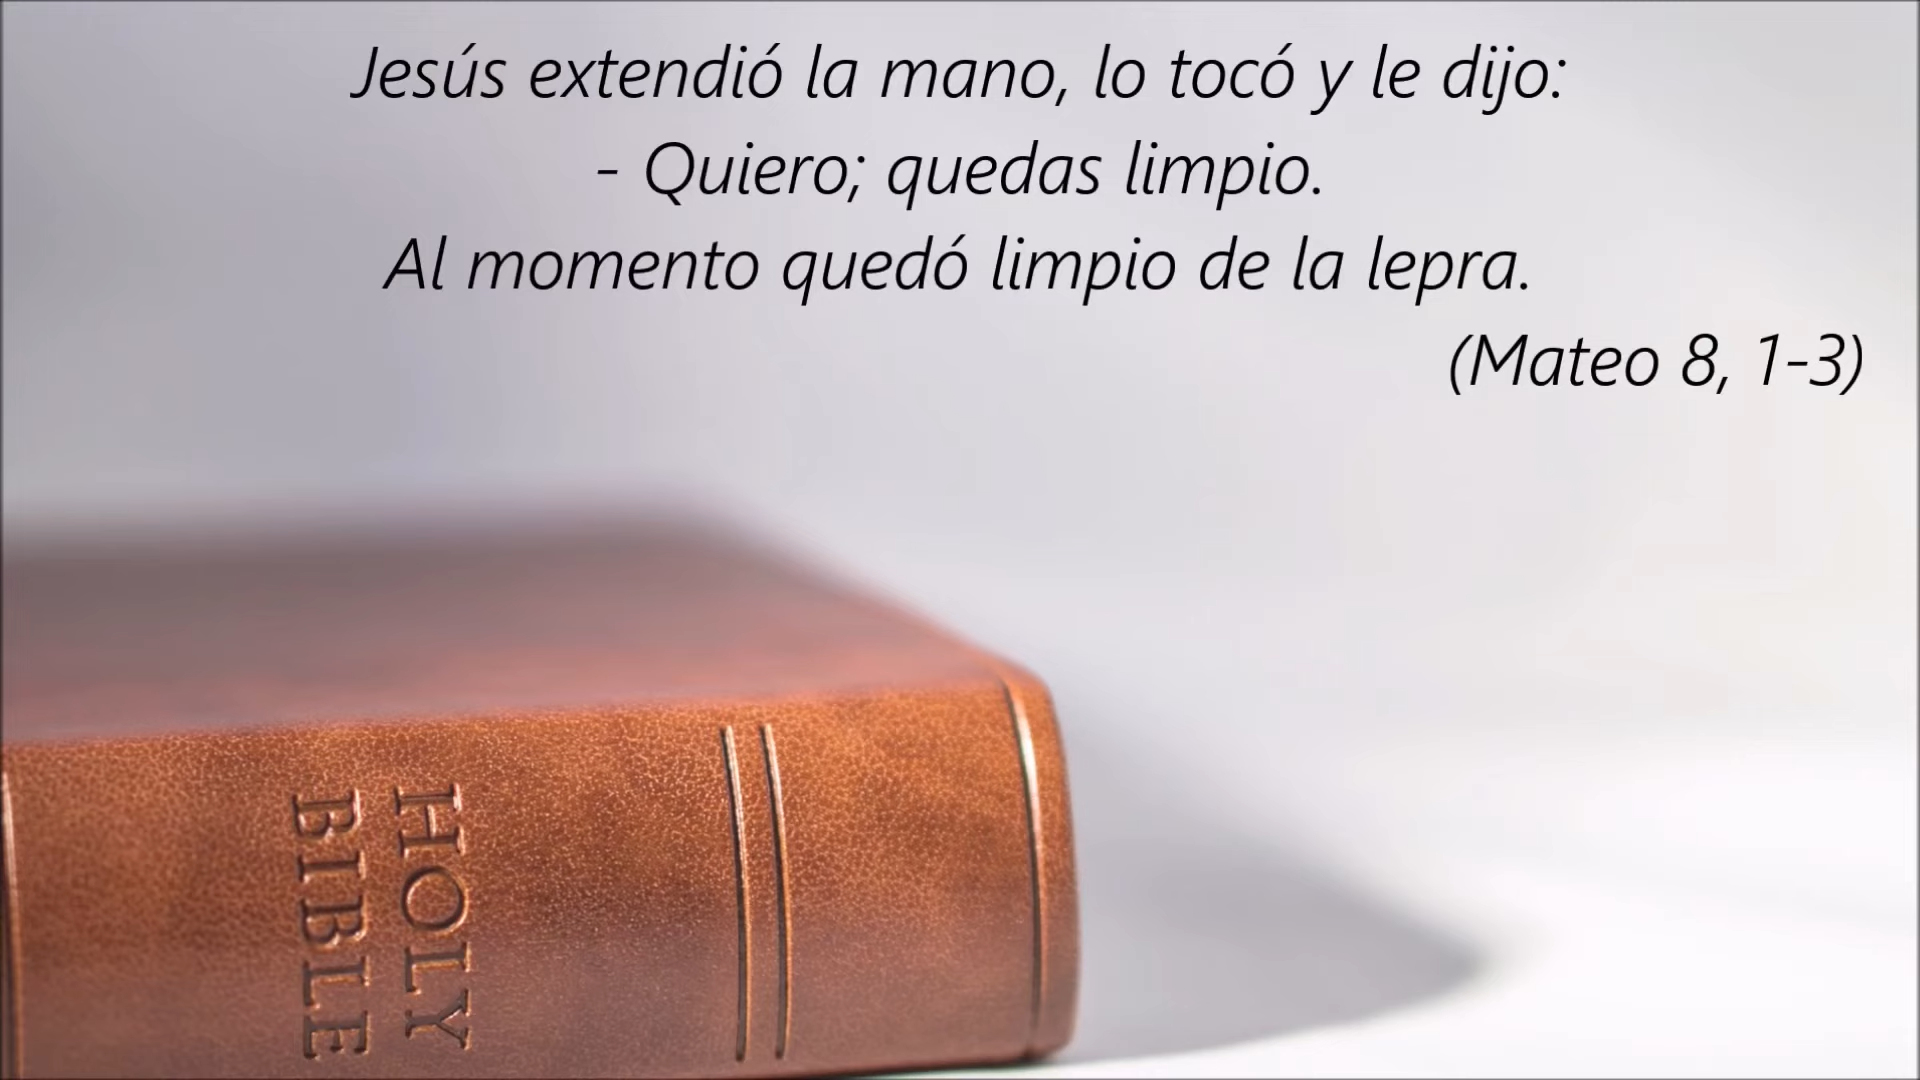 Jesús extendió la mano, lo tocó y le dijo:
- Quiero; quedas limpio.
Al momento quedó limpio de la lepra.
(Mateo 8, 1-3)
HOLY
BIBLE